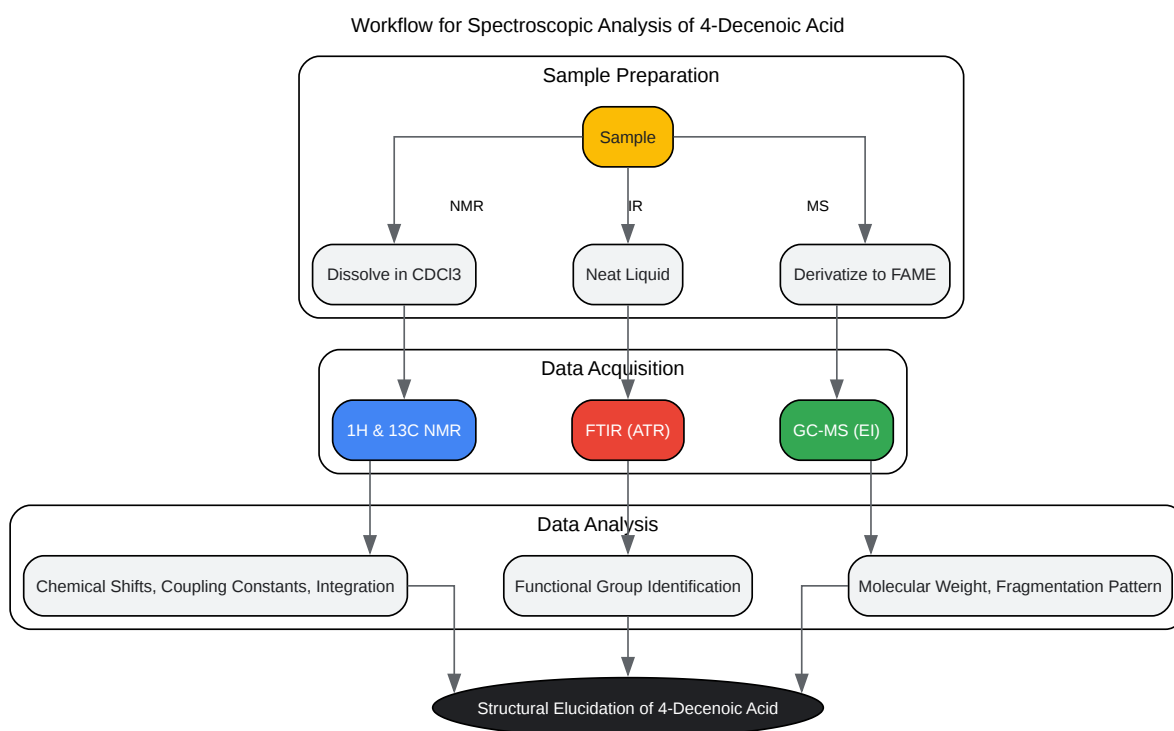 Workflow for Spectroscopic Analysis of 4-Decenoic Acid
Sample Preparation
Sample
NMR
IR
MS
Dissolve in CDCl3
Neat Liquid
Derivatize to FAME
Data Acquisition
1H & 13C NMR
FTIR (ATR)
GC-MS (EI)
Data Analysis
Chemical Shifts, Coupling Constants, Integration
Functional Group Identification
Molecular Weight, Fragmentation Pattern
Structural Elucidation of 4-Decenoic Acid